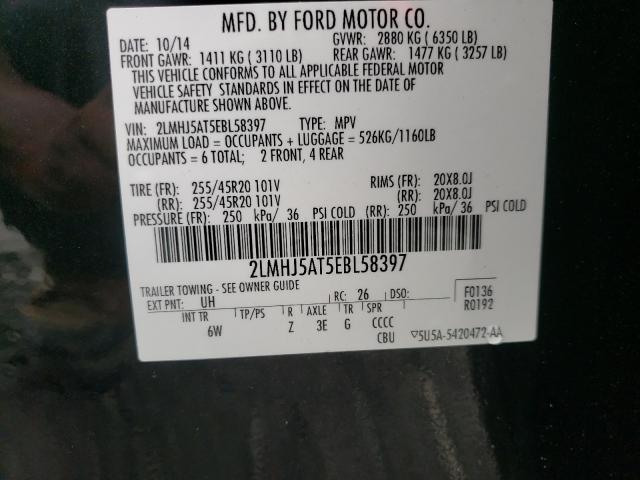 MFD. BY FORD MOTOR CO.
DATE: 10/14 GVWR: 2880 KG ( 6350 LB)
FRONT GAWR: 1411 KG ( 3110 LB) REAR GAWR: 1477 KG ( 3257 LB)
THIS VEHICLE CONFORMS TO ALL APPLICABLE FEDERAL MOTOR
VEHICLE SAFETY STANDARDS IN EFFECT ON THE DATE OF
MANUFACTURE SHOWN ABOVE.
VIN: 2LMHJ5AT5EBL58397 TYPE: MPV
MAXIMUM LOAD = OCCUPANTS + LUGGAGE = 526KG/1160LB
OCCUPANTS = 6 TOTAL; 2 FRONT, 4 REAR
TIRE (FR): 255/45R20 101V RIMS (FR): 20X8.0J
(RR): 255/45R20 101V (RR): 20X8.0J
PRESSURE (FR): 250 kPa/ 36 PSI COLD (RR): 250 kPa/ 36 PSI COLD
2LMHJ5AT5EBL58397
TRAILER TOWING - SEE OWNER GUIDE
EXT PNT: UH RC: 26 DSO: F0136
R0192
INT TR TP/PS R AXLE TR SPR
6W Z 3E G CCCC
CBU ▽5U5A-5420472-AA